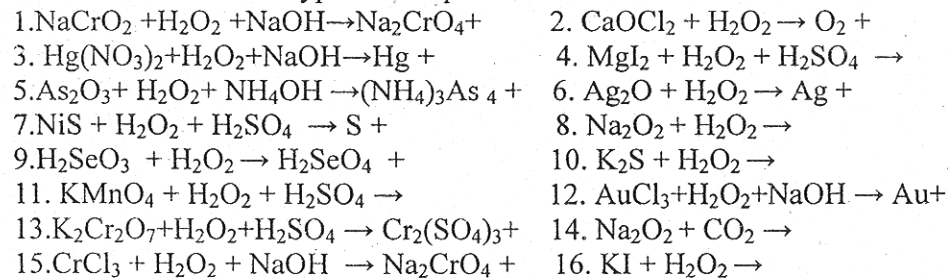 1.NaCrO₂ +H₂O₂ +NaOH→Na₂CrO₄+ 2. CaOCl₂ + H₂O₂→ O₂ +
3. Hg(NO₃)₂+H₂O₂+NaOH→Hg + 4. MgI₂ + H₂O₂ + H₂SO₄ →
5.As₂O₃+ H₂O₂+ NH₄OH →(NH₄)₃As ₄ + 6. Ag₂O + H₂O₂→ Ag +
7.NiS + H₂O₂ + H₂SO₄ → S + 8. Na₂O₂ + H₂O₂→
9.H₂SeO₃ + H₂O₂→ H₂SeO₄ + 10. K₂S + H₂O₂→
11. KMnO₄ + H₂O₂ + H₂SO₄ → 12. AuCl₃+H₂O₂+NaOH→ Au+
13.K₂Cr₂O₇+H₂O₂+H₂SO₄ → Cr₂(SO₄)₃+ 14. Na₂O₂ + CO₂ →
15.CrCl₃ + H₂O₂ + NaOH → Na₂CrO₄ + 16. KI + H₂O₂→